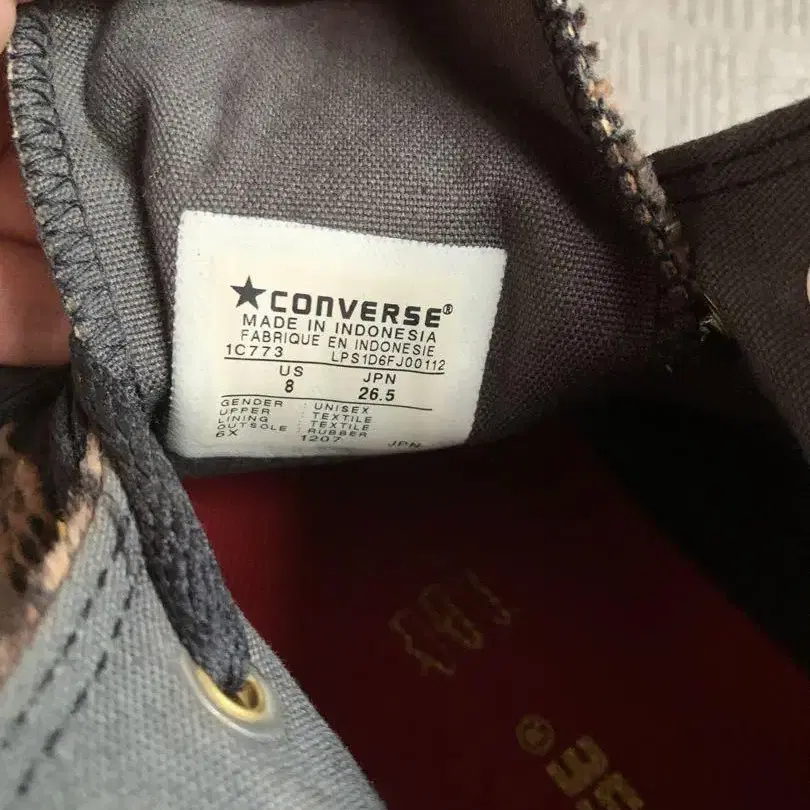 ★CONVERSE®
MADE IN INDONESIA
FABRIQUE EN INDONESIE
1C773 LPS1D6FJ00112
US JPN
8 26.5
GENDER : UNISEX
UPPER : TEXTILE
LINING : TEXTILE
OUTSOLE : RUBBER
6X 1207 JPN
®